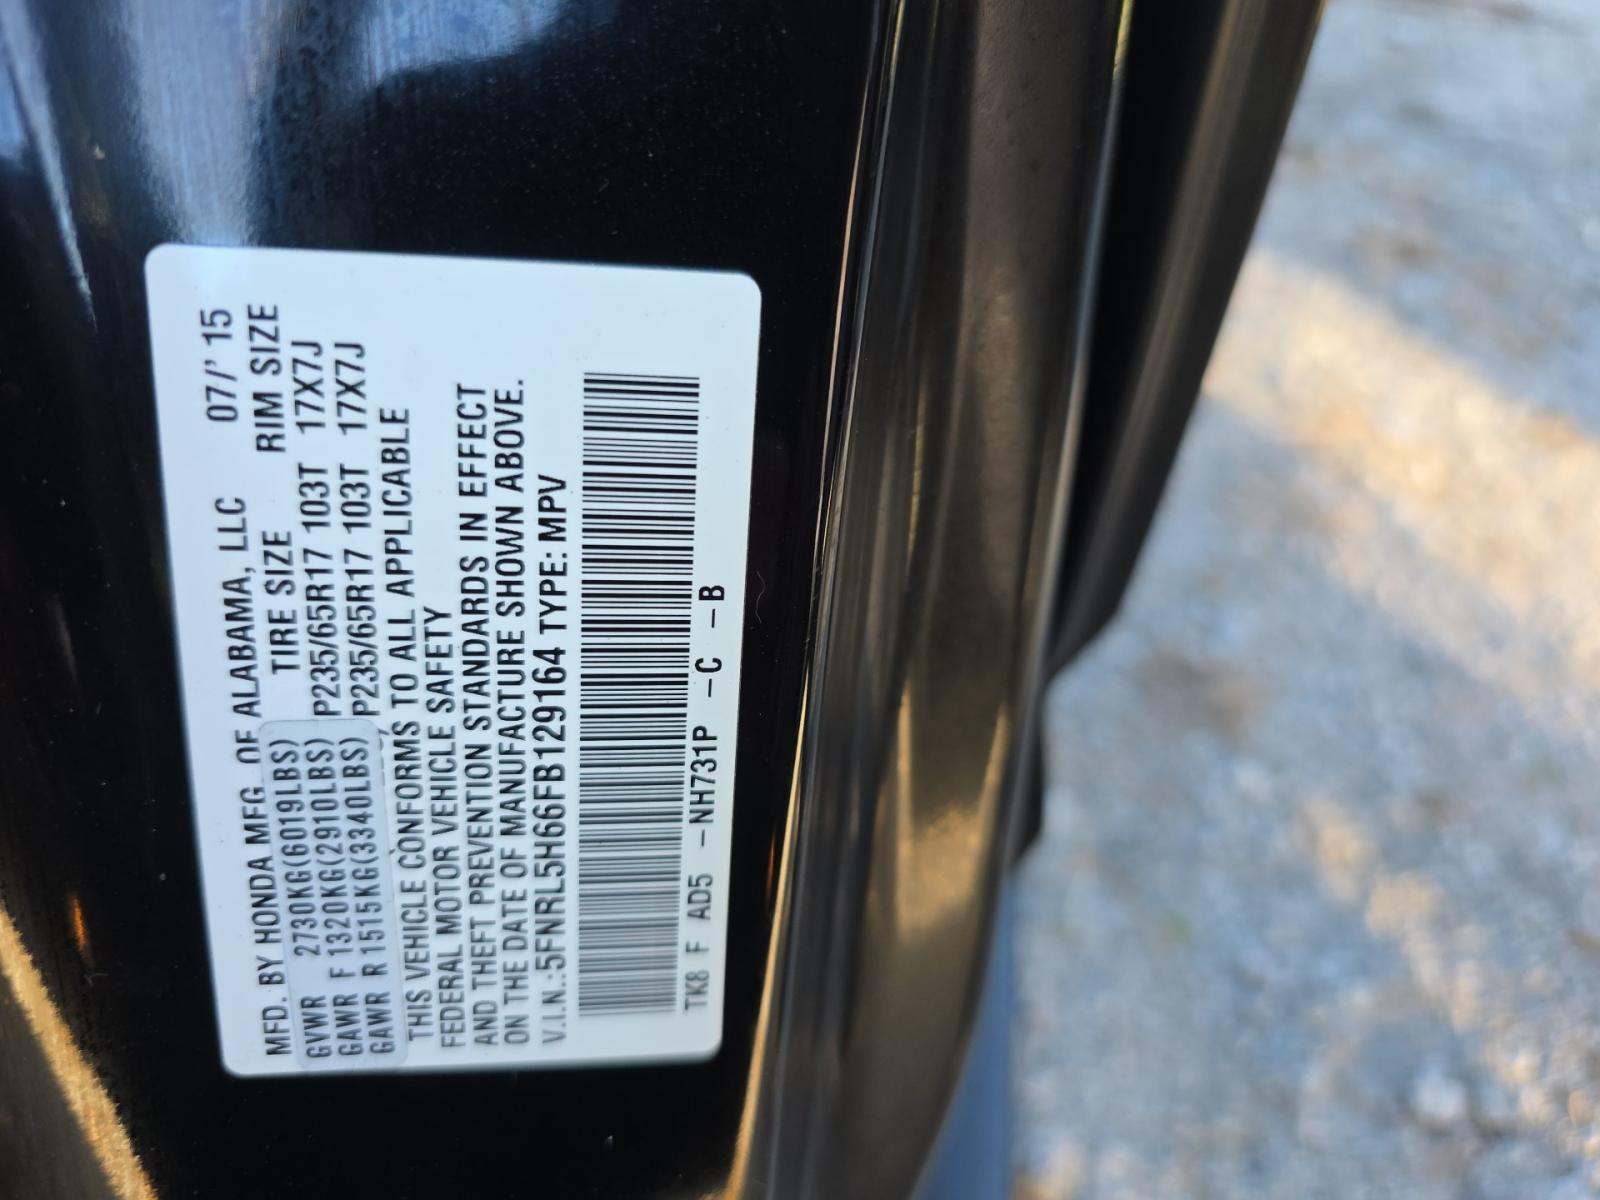 MFD. BY HONDA MFG. OF ALABAMA, LLC 07/' 15
TIRE SIZE RIM SIZE
GVWR 2730KG(6019LBS)
GAWR F 1320KG(2910LBS) P235/65R17 103T 17X7J
GAWR R 1515KG(3340LBS) P235/65R17 103T 17X7J
THIS VEHICLE CONFORMS TO ALL APPLICABLE
FEDERAL MOTOR VEHICLE SAFETY
AND THEFT PREVENTION STANDARDS IN EFFECT
ON THE DATE OF MANUFACTURE SHOWN ABOVE.
V.I.N.:5FNRL5H66FB129164 TYPE: MPV
TK8 F AD5 -NH731P -C -B